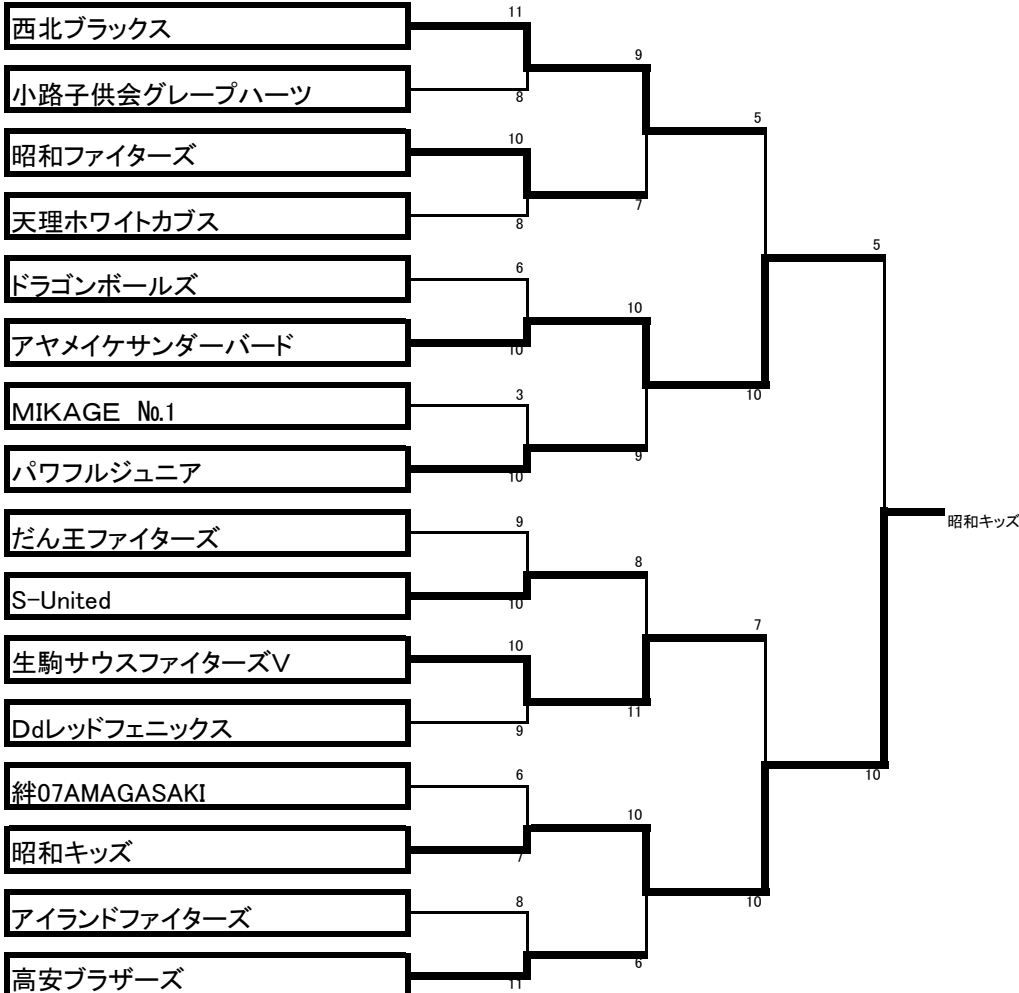 西北ブラックス
11
9
小路子供会グレープハーツ
8
5
昭和ファイターズ
10
7
天理ホワイトカブス
8
5
ドラゴンボールズ
6
10
アヤメイケサンダーバード
10
10
MIKAGE №1
3
パワフルジュニア
10
9
昭和キッズ
だん王ファイターズ
9
8
S-United
10
7
生駒サウスファイターズV
10
11
Ddレッドフェニックス
9
10
絆07AMAGASAKI
6
10
昭和キッズ
7
10
アイランドファイターズ
8
6
高安ブラザーズ
11